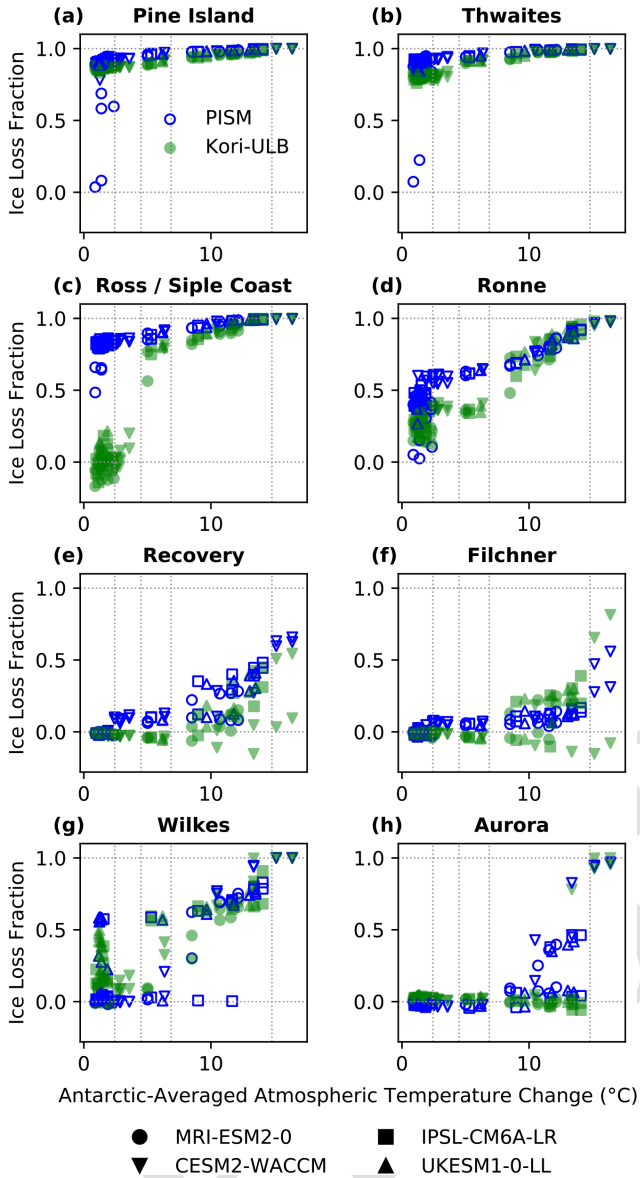 (a) Pine Island
(b) Thwaites
Ice Loss Fraction
1.0
0.5
0.0
PISM
Kori-ULB
0
10
1.0
0.5
0.0
0
10
(c) Ross / Siple Coast
(d) Ronne
Ice Loss Fraction
1.0
0.5
0.0
0
10
1.0
0.5
0.0
0
10
(e) Recovery
(f) Filchner
Ice Loss Fraction
1.0
0.5
0.0
0
10
1.0
0.5
0.0
0
10
(g) Wilkes
(h) Aurora
Ice Loss Fraction
1.0
0.5
0.0
0
10
1.0
0.5
0.0
0
10
Antarctic-Averaged Atmospheric Temperature Change (°C)
MRI-ESM2-0
IPSL-CM6A-LR
CESM2-WACCM
UKESM1-0-LL